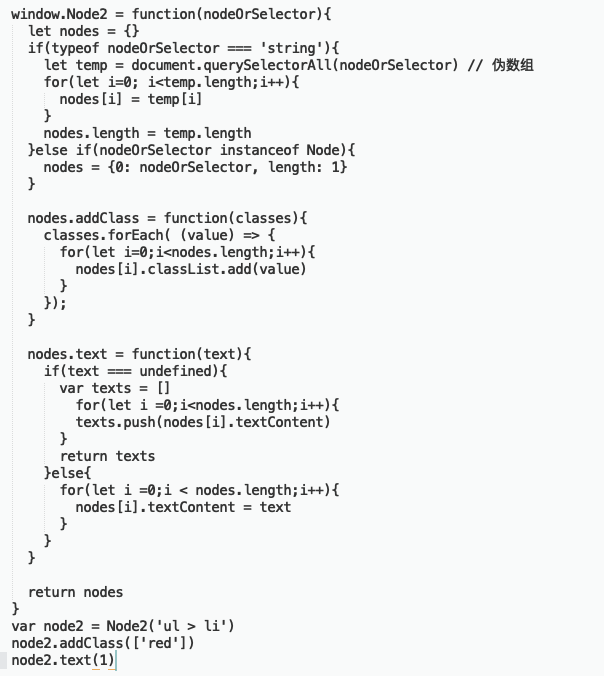 window.Node2 = function(nodeOrSelector){
  let nodes = {}
  if(typeof nodeOrSelector === 'string'){
    let temp = document.querySelectorAll(nodeOrSelector) // 伪数组
    for(let i=0; i<temp.length;i++){
      nodes[i] = temp[i]
    }
    nodes.length = temp.length
  }else if(nodeOrSelector instanceof Node){
    nodes = {0: nodeOrSelector, length: 1}
  }

  nodes.addClass = function(classes){
    classes.forEach( (value) => {
      for(let i=0;i<nodes.length;i++){
        nodes[i].classList.add(value)
      }
    });
  }

  nodes.text = function(text){
    if(text === undefined){
      var texts = []
        for(let i =0;i<nodes.length;i++){
        texts.push(nodes[i].textContent)
      }
      return texts
    }else{
      for(let i =0;i < nodes.length;i++){
        nodes[i].textContent = text
      }
    }
  }

  return nodes
}
var node2 = Node2('ul > li')
node2.addClass(['red'])
node2.text(1)